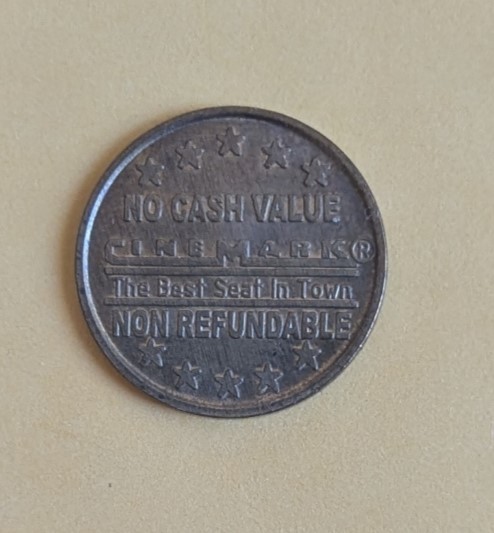 NO CASH VALUE
CINEMARK®
The Best Seat In Town
NON REFUNDABLE